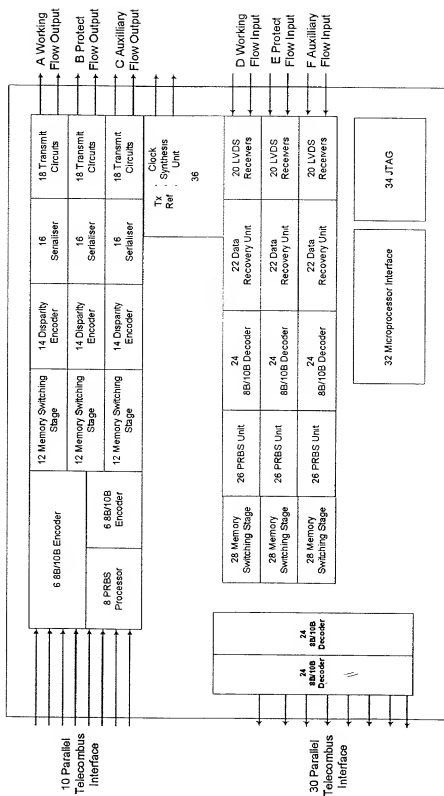 A Working
Flow Output
B Protect
Flow Output
C Auxilliary
Flow Output
D Working
Flow Input
E Protect
Flow Input
F Auxilliary
Flow Input
18 Transmit
Circuits
18 Transmit
Circuits
18 Transmit
Circuits
Clock
Tx : Synthesis
Ref : Unit
36
20 LVDS
Receivers
20 LVDS
Receivers
20 LVDS
Receivers
34 JTAG
16
Serialiser
16
Serialiser
16
Serialiser
22 Data
Recovery Unit
22 Data
Recovery Unit
22 Data
Recovery Unit
32 Microprocessor Interface
14 Disparity
Encoder
14 Disparity
Encoder
14 Disparity
Encoder
24
8B/10B Decoder
24
8B/10B Decoder
24
8B/10B Decoder
12 Memory Switching
Stage
12 Memory Switching
Stage
12 Memory Switching
Stage
26 PRBS Unit
26 PRBS Unit
26 PRBS Unit
6 8B/10B Encoder
6 8B/10B
Encoder
8 PRBS
Processor
28 Memory
Switching Stage
28 Memory
Switching Stage
28 Memory
Switching Stage
24
8B/10B
Decoder
24
8B/10B
Decoder
10 Parallel
Telecombus
Interface
30 Parallel
Telecombus
Interface